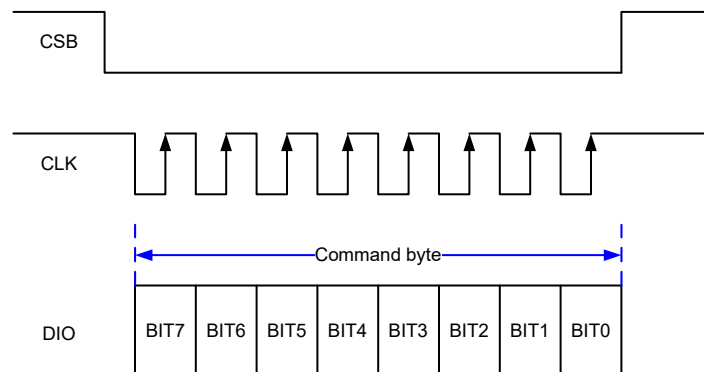 CSB
CLK
Command byte
DIO BIT7 BIT6 BIT5 BIT4 BIT3 BIT2 BIT1 BIT0